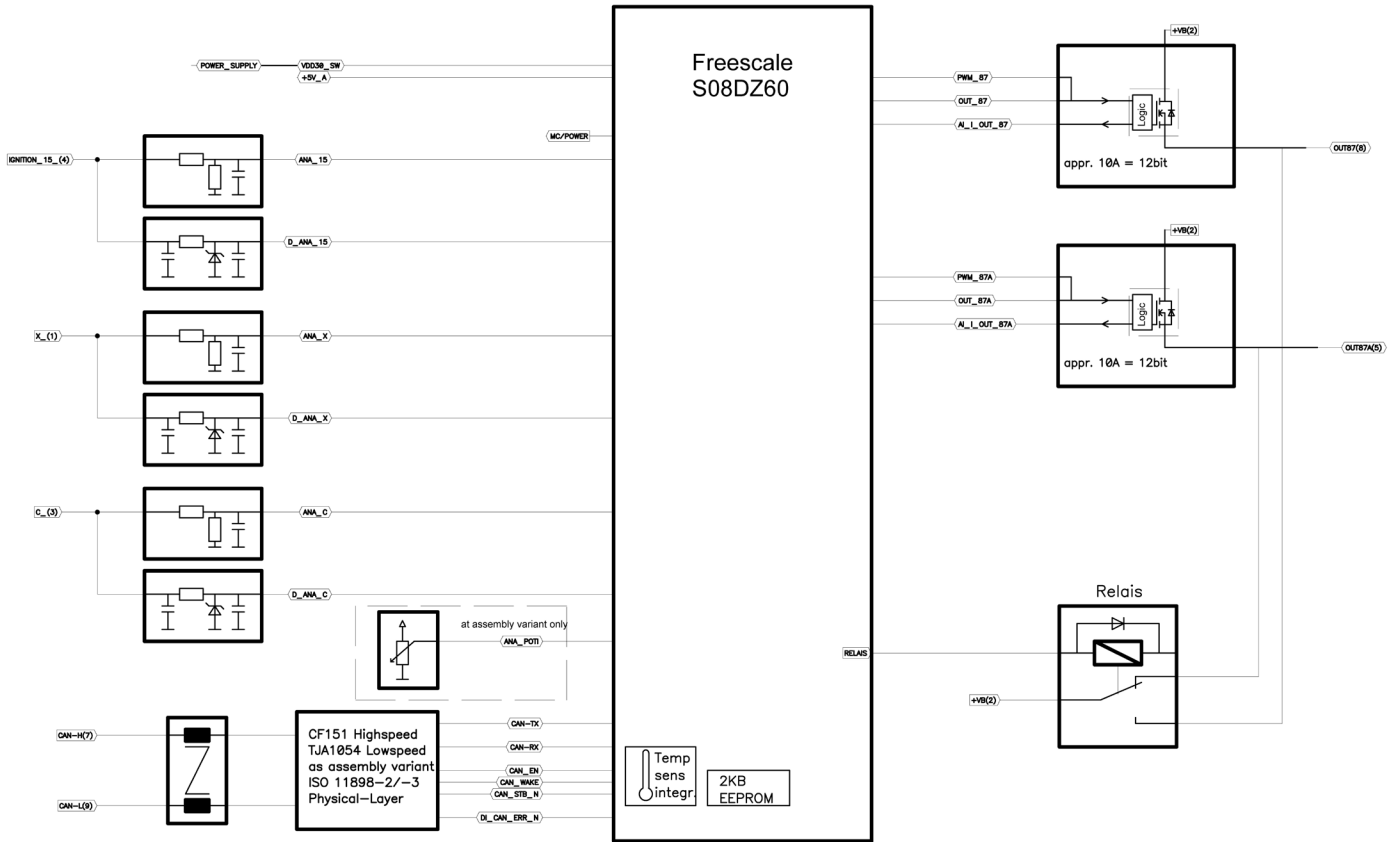 Freescale
S08DZ60
POWER_SUPPLY
VDD30_SW
+5V_A
MC/POWER
IGNITION_15_(4)
ANA_15
D_ANA_15
X_(1)
ANA_X
D_ANA_X
C_(3)
ANA_C
D_ANA_C
at assembly variant only
ANA_POTI
CAN-H(7)
CAN-L(9)
CF151 Highspeed
TJA1054 Lowspeed
as assembly variant
ISO 11898-2/-3
Physical-Layer
CAN-TX
CAN-RX
CAN_EN
CAN_WAKE
CAN_STB_N
DI_CAN_ERR_N
Temp
sens
integr.
2KB
EEPROM
+VB(2)
PWM_87
OUT_87
AI_I_OUT_87
Logic
appr. 10A = 12bit
OUT87(8)
+VB(2)
PWM_87A
OUT_87A
AI_I_OUT_87A
Logic
appr. 10A = 12bit
OUT87A(5)
Relais
RELAIS
+VB(2)